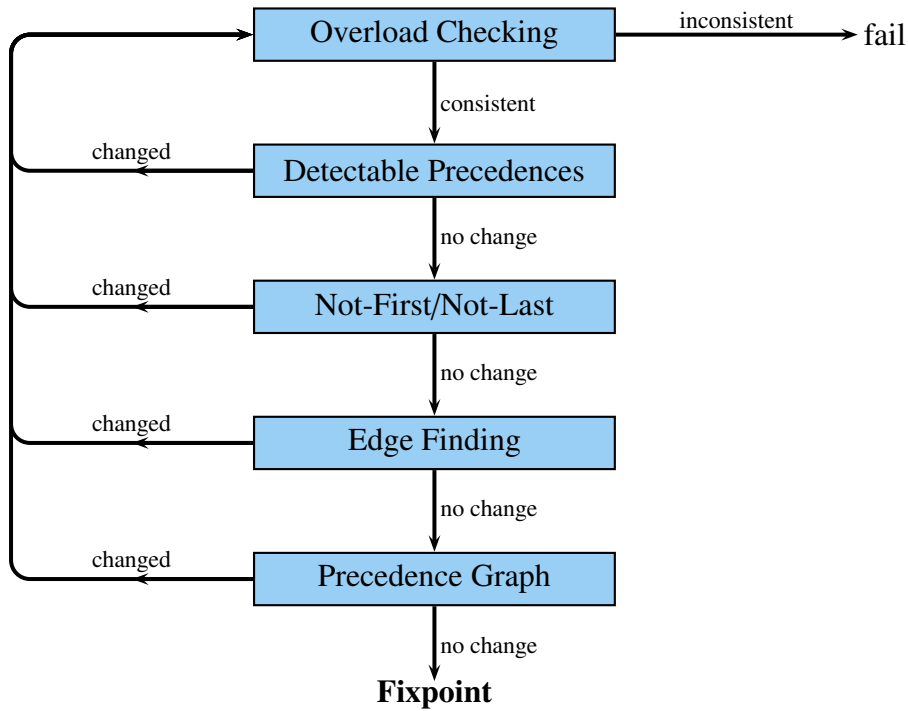 Overload Checking
inconsistent
fail
consistent
changed
Detectable Precedences
no change
changed
Not-First/Not-Last
no change
changed
Edge Finding
no change
changed
Precedence Graph
no change
Fixpoint